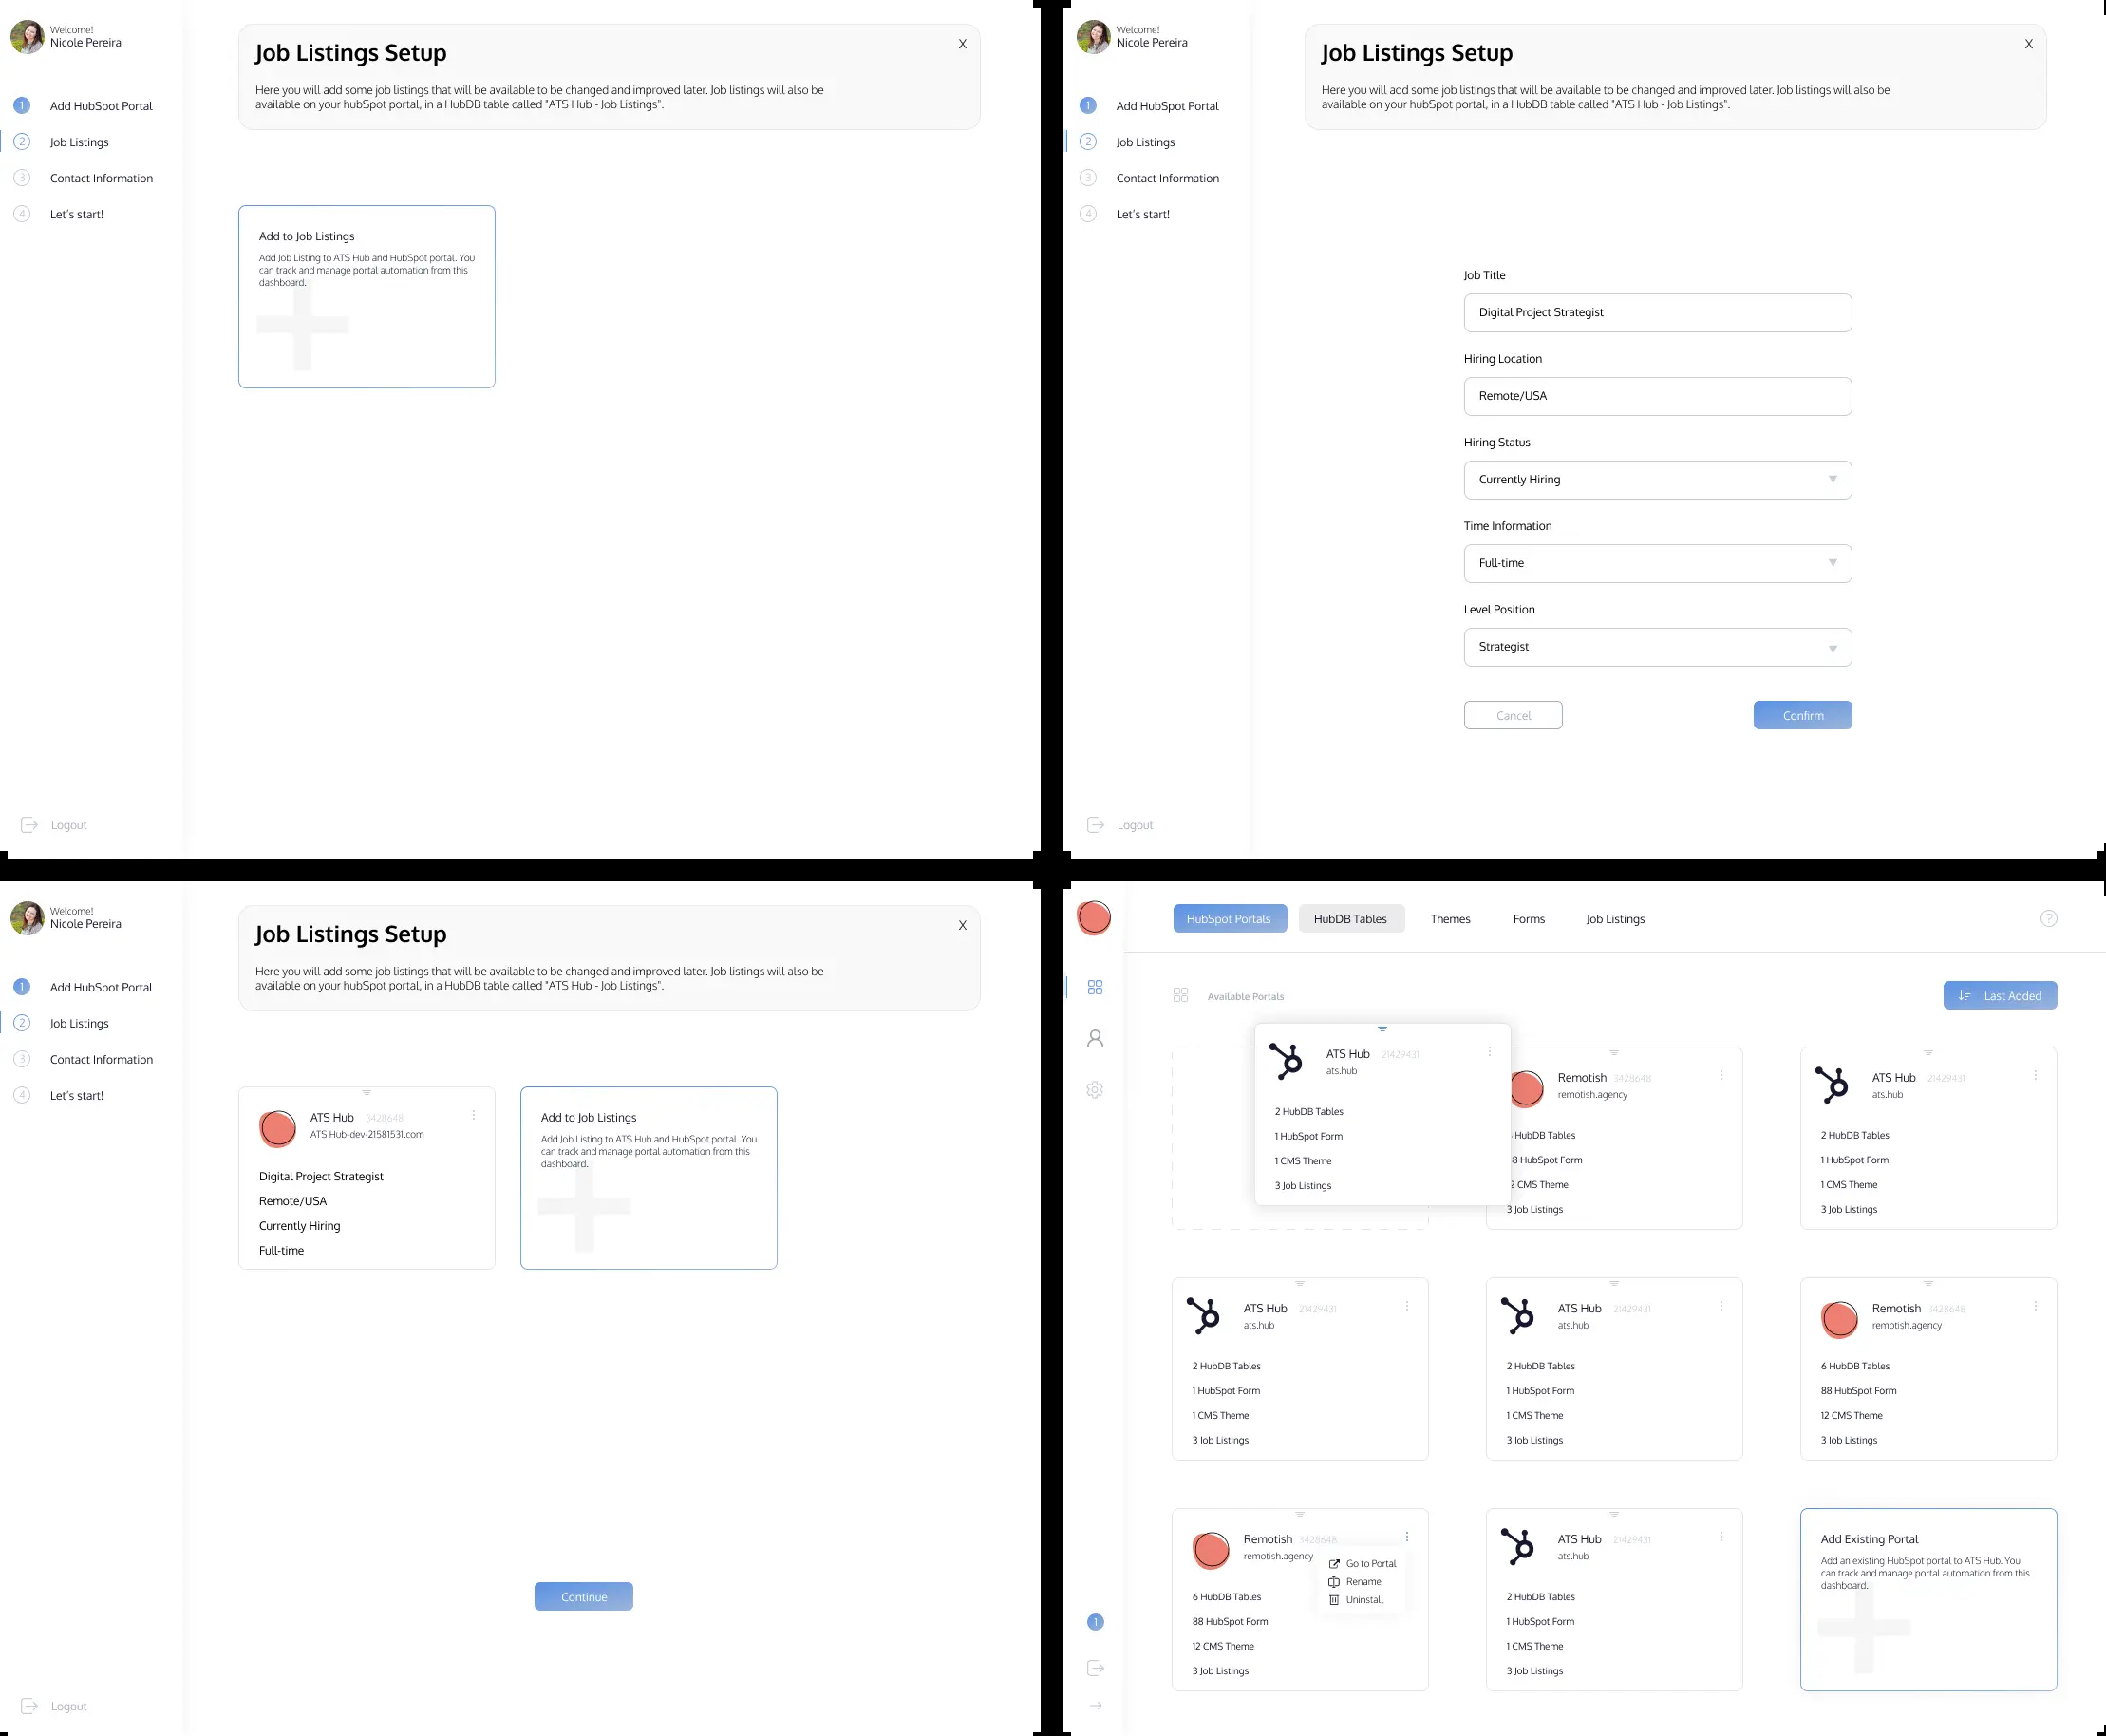 Welcome!
Nicole Pereira
1 Add HubSpot Portal
2 Job Listings
3 Contact Information
4 Let's start!
Logout
Job Listings Setup
X
Here you will add some job listings that will be available to be changed and improved later. Job listings will also be
available on your hubSpot portal, in a HubDB table called "ATS Hub - Job Listings".
Add to Job Listings
Add Job Listing to ATS Hub and HubSpot portal. You
can track and manage portal automation from this
dashboard.
Welcome!
Nicole Pereira
1 Add HubSpot Portal
2 Job Listings
3 Contact Information
4 Let's start!
Logout
Job Listings Setup
X
Here you will add some job listings that will be available to be changed and improved later. Job listings will also be
available on your hubSpot portal, in a HubDB table called "ATS Hub - Job Listings".
Job Title
Digital Project Strategist
Hiring Location
Remote/USA
Hiring Status
Currently Hiring
Time Information
Full-time
Level Position
Strategist
Cancel
Confirm
Welcome!
Nicole Pereira
1 Add HubSpot Portal
2 Job Listings
3 Contact Information
4 Let's start!
Logout
Job Listings Setup
X
Here you will add some job listings that will be available to be changed and improved later. Job listings will also be
available on your hubSpot portal, in a HubDB table called "ATS Hub - Job Listings".
ATS Hub 3428648
ATS Hub-dev-21581531.com
Digital Project Strategist
Remote/USA
Currently Hiring
Full-time
Add to Job Listings
Add Job Listing to ATS Hub and HubSpot portal. You
can track and manage portal automation from this
dashboard.
Continue
1
HubSpot Portals
HubDB Tables
Themes
Forms
Job Listings
?
Available Portals
Last Added
ATS Hub 21429431
ats.hub
2 HubDB Tables
1 HubSpot Form
1 CMS Theme
3 Job Listings
Remotish 3428648
remotish.agency
HubDB Tables
8 HubSpot Form
2 CMS Theme
3 Job Listings
ATS Hub 21429431
ats.hub
2 HubDB Tables
1 HubSpot Form
1 CMS Theme
3 Job Listings
ATS Hub 21429431
ats.hub
2 HubDB Tables
1 HubSpot Form
1 CMS Theme
3 Job Listings
ATS Hub 21429431
ats.hub
2 HubDB Tables
1 HubSpot Form
1 CMS Theme
3 Job Listings
Remotish 3428648
remotish.agency
6 HubDB Tables
88 HubSpot Form
12 CMS Theme
3 Job Listings
Remotish 3428648
remotish.agency
6 HubDB Tables
88 HubSpot Form
12 CMS Theme
3 Job Listings
Go to Portal
Rename
Uninstall
ATS Hub 21429431
ats.hub
2 HubDB Tables
1 HubSpot Form
1 CMS Theme
3 Job Listings
Add Existing Portal
Add an existing HubSpot portal to ATS Hub. You
can track and manage portal automation from this
dashboard.